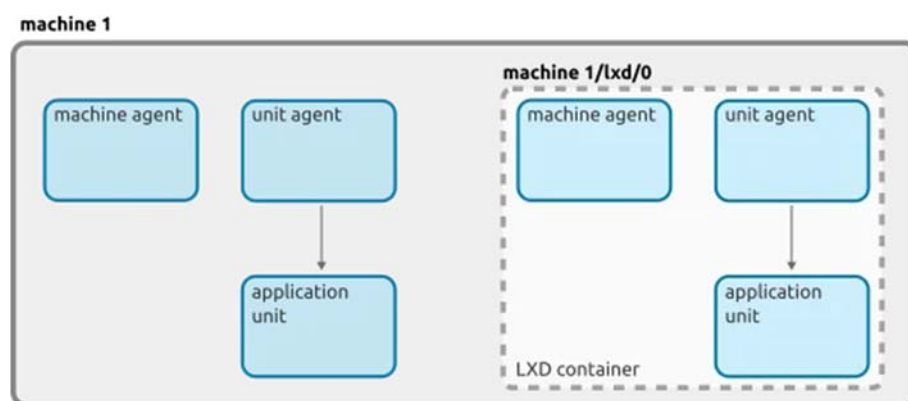 machine 1
machine 1/lxd/0
machine agent
unit agent
machine agent
unit agent
application
unit
application
unit
LXD container